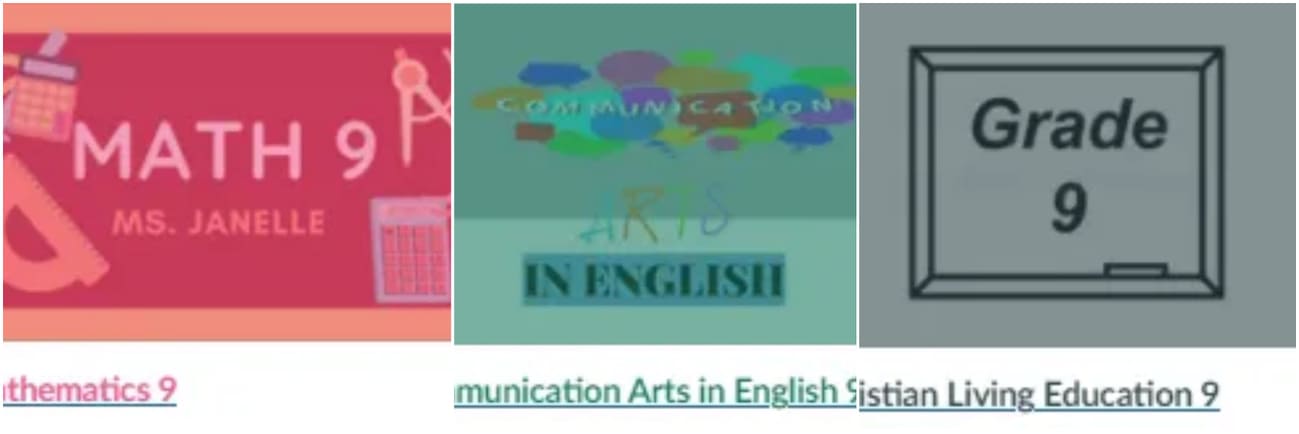 MATH 9
MS. JANELLE
thematics 9
COMMUNICATION
ARTS
IN ENGLISH
munication Arts in English 9
Grade
9
istian Living Education 9